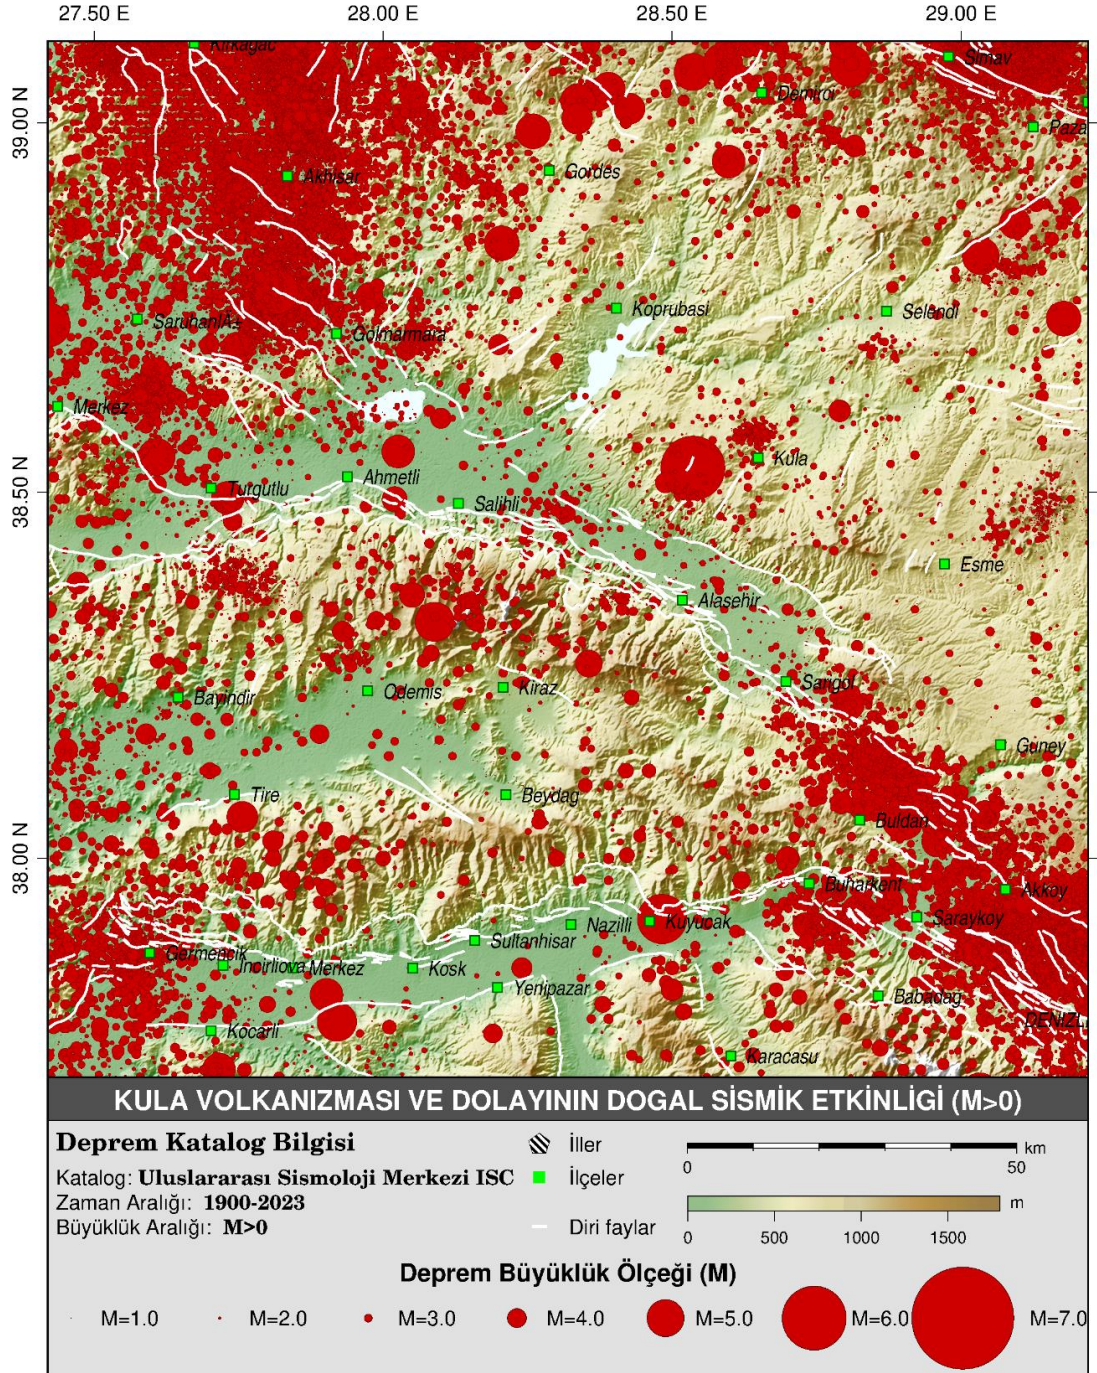 27.50 E 28.00 E 28.50 E 29.00 E
Kirkagac
Simav
Demirci
39.00 N
Paza
Akhisar
Gordes
Koprubasi
Selendi
SaruhanlÄ±
Golmarmara
Merkez
Kula
Turgutlu
Ahmetli
38.50 N
Salihli
Esme
Alasehir
Sarigol
Bayindir
Odemis
Kiraz
Guney
Tire
Beydag
Buldan
38.00 N
Buharkent
Akkoy
Nazilli
Kuyucak
Saraykoy
Sultanhisar
Germencik
Incirliova
Merkez
Kosk
Yenipazar
Babadag
DENIZL
Kocarli
Karacasu
KULA VOLKANIZMASI VE DOLAYININ DOGAL SİSMİK ETKİNLİGİ (M>0)
Deprem Katalog Bilgisi
Katalog: Uluslararası Sismoloji Merkezi ISC
Zaman Aralığı: 1900-2023
Büyüklük Aralığı: M>0
İller
İlçeler
Diri faylar
km
0 50
m
0 500 1000 1500
Deprem Büyüklük Ölçeği (M)
M=1.0 M=2.0 M=3.0 M=4.0 M=5.0 M=6.0 M=7.0